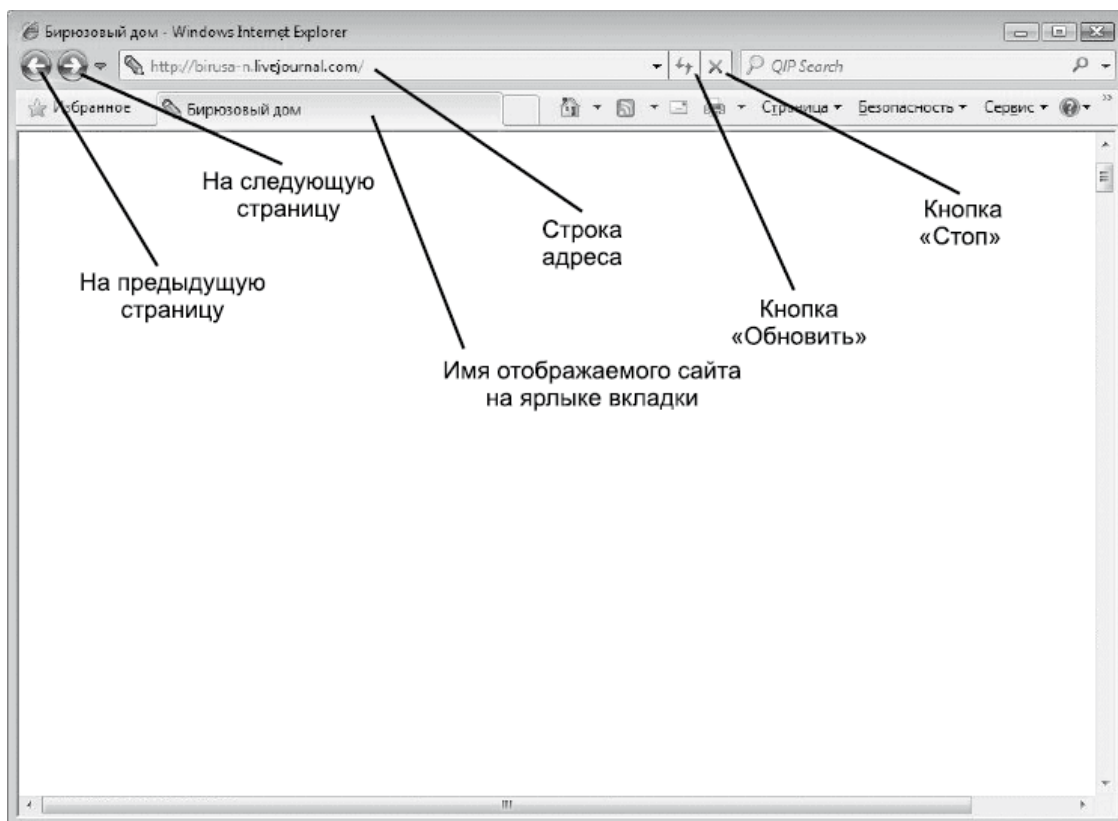 Бирюзовый дом - Windows Internet Explorer
http://birusa-n.livejournal.com/
QIP Search
Избранное
Бирюзовый дом
Страница
Безопасность
Сервис
На следующую
страницу
Строка
адреса
Кнопка
«Стоп»
На предыдущую
страницу
Кнопка
«Обновить»
Имя отображаемого сайта
на ярлыке вкладки